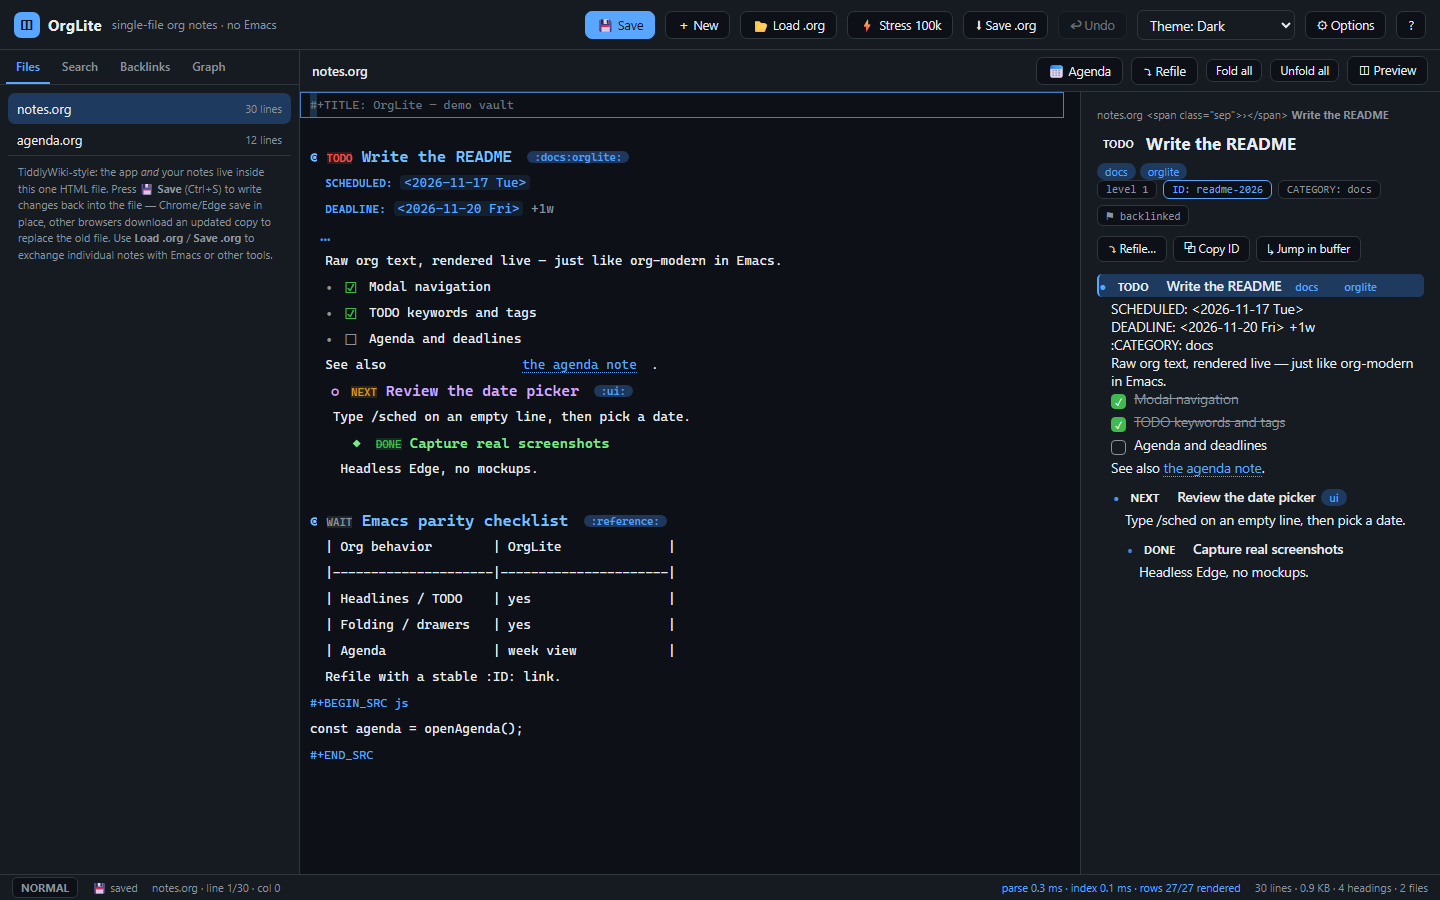 OrgLite single-file org notes · no Emacs
💾 Save
+ New
📂 Load .org
⚡ Stress 100k
⬇ Save .org
↩ Undo
Theme: Dark
⚙ Options
?
Files Search Backlinks Graph
notes.org 30 lines
agenda.org 12 lines
TiddlyWiki-style: the app and your notes live inside
this one HTML file. Press 💾 Save (Ctrl+S) to write
changes back into the file — Chrome/Edge save in
place, other browsers download an updated copy to
replace the old file. Use Load .org / Save .org to
exchange individual notes with Emacs or other tools.
notes.org
Agenda
Refile
Fold all
Unfold all
Preview
#+TITLE: OrgLite — demo vault
TODO Write the README :docs:orglite:
SCHEDULED: <2026-11-17 Tue>
DEADLINE: <2026-11-20 Fri> +1w
…
Raw org text, rendered live — just like org-modern in Emacs.
• ☑ Modal navigation
• ☑ TODO keywords and tags
• ☐ Agenda and deadlines
See also the agenda note .
NEXT Review the date picker :ui:
Type /sched on an empty line, then pick a date.
◆ DONE Capture real screenshots
Headless Edge, no mockups.
WAIT Emacs parity checklist :reference:
| Org behavior | OrgLite |
|---------------------|----------------------|
| Headlines / TODO | yes |
| Folding / drawers | yes |
| Agenda | week view |
Refile with a stable :ID: link.
#+BEGIN_SRC js
const agenda = openAgenda();
#+END_SRC
notes.org <span class="sep">›</span> Write the README
TODO Write the README
docs orglite
level 1 ID: readme-2026 CATEGORY: docs
⚑ backlinked
Refile... Copy ID Jump in buffer
• TODO Write the README docs orglite
SCHEDULED: <2026-11-17 Tue>
DEADLINE: <2026-11-20 Fri> +1w
:CATEGORY: docs
Raw org text, rendered live — just like org-modern
in Emacs.
Modal navigation
TODO keywords and tags
Agenda and deadlines
See also the agenda note.
• NEXT Review the date picker ui
Type /sched on an empty line, then pick a date.
• DONE Capture real screenshots
Headless Edge, no mockups.
NORMAL 💾 saved notes.org · line 1/30 · col 0
parse 0.3 ms · index 0.1 ms · rows 27/27 rendered 30 lines · 0.9 KB · 4 headings · 2 files